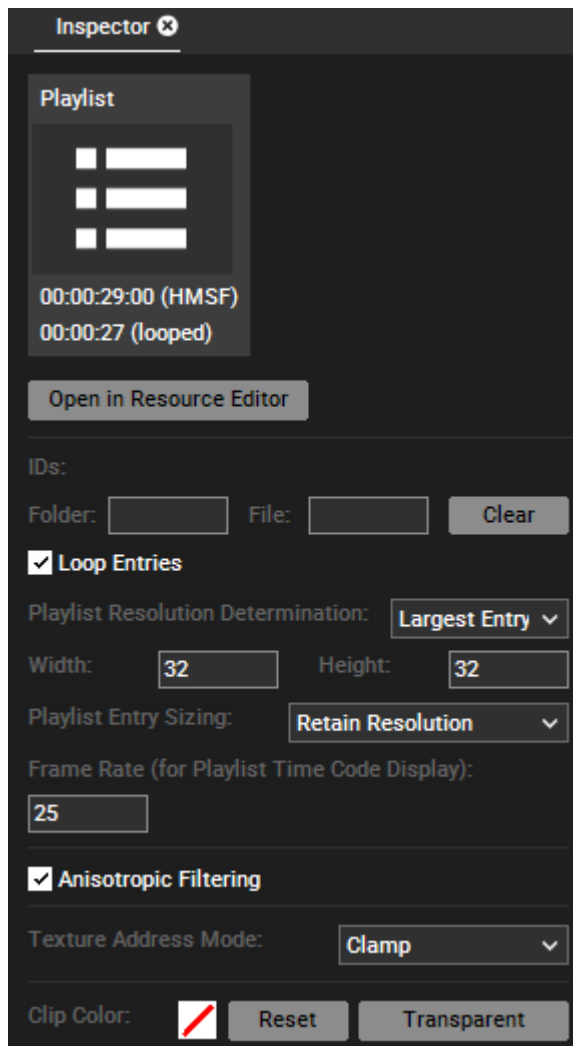 Inspector
Playlist
00:00:29:00 (HMSF)
00:00:27 (looped)
Open in Resource Editor
IDs:
Folder: File: Clear
Loop Entries
Playlist Resolution Determination: Largest Entry
Width: 32 Height: 32
Playlist Entry Sizing: Retain Resolution
Frame Rate (for Playlist Time Code Display):
25
Anisotropic Filtering
Texture Address Mode: Clamp
Clip Color: Reset Transparent